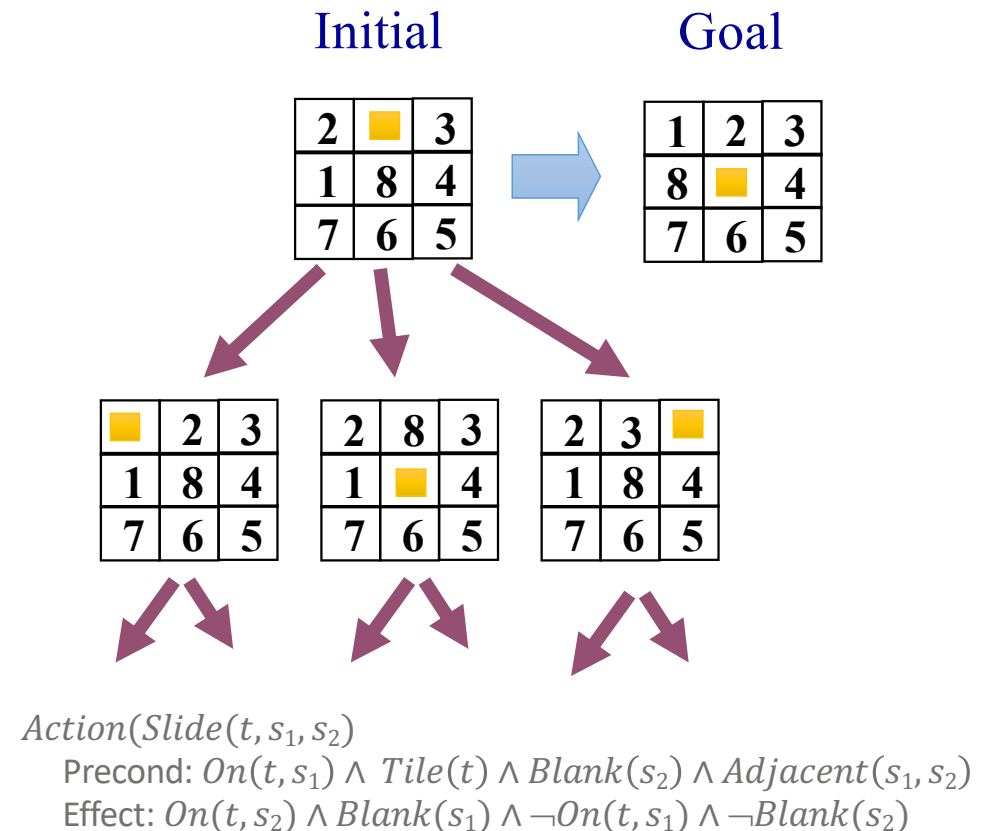 Initial Goal
2 3
1 8 4
7 6 5
1 2 3
8 4
7 6 5
2 3
1 8 4
7 6 5
2 8 3
1 4
7 6 5
2 3
1 8 4
7 6 5
Action(Slide(t, s₁, s₂)
Precond: On(t, s₁) ∧ Tile(t) ∧ Blank(s₂) ∧ Adjacent(s₁, s₂)
Effect: On(t, s₂) ∧ Blank(s₁) ∧ ¬On(t, s₁) ∧ ¬Blank(s₂)